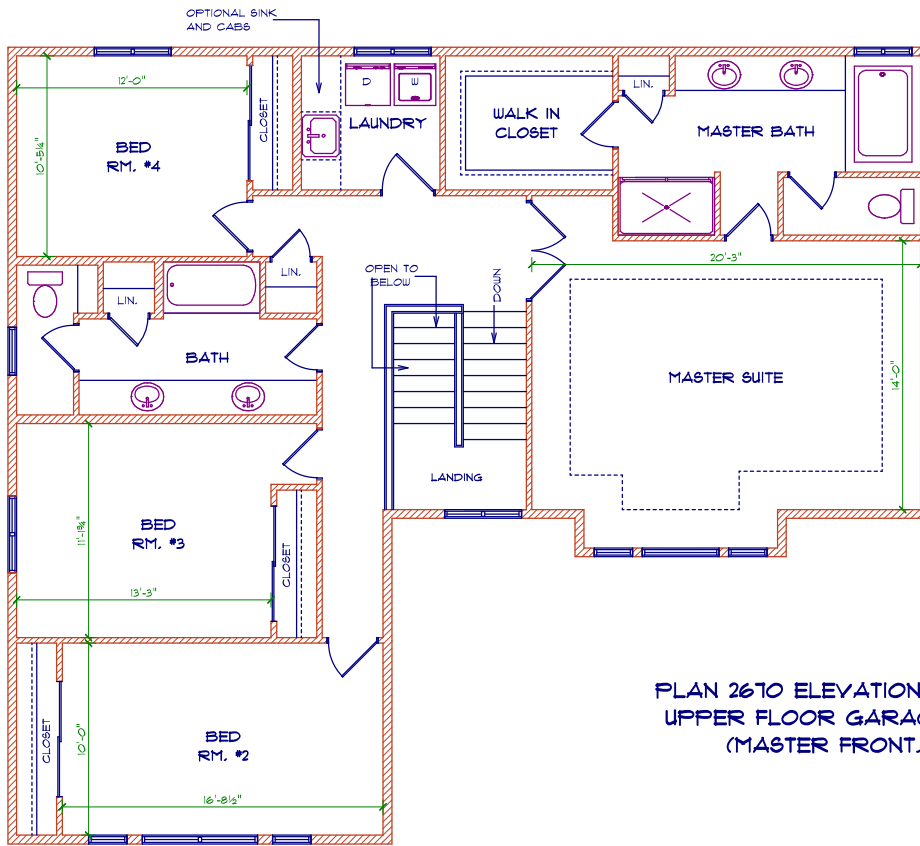 OPTIONAL SINK
AND CABS
12'-0"
10'-5¼"
BED
RM. #4
CLOSET
D
W
LAUNDRY
WALK IN
CLOSET
LIN.
MASTER BATH
LIN.
OPEN TO
BELOW
DOWN
20'-3"
LIN.
BATH
MASTER SUITE
14'-0"
LANDING
BED
RM. #3
11'-1¾"
13'-3"
CLOSET
CLOSET
10'-0"
BED
RM. #2
16'-8½"
PLAN 2670 ELEVATION
UPPER FLOOR GARA
(MASTER FRONT